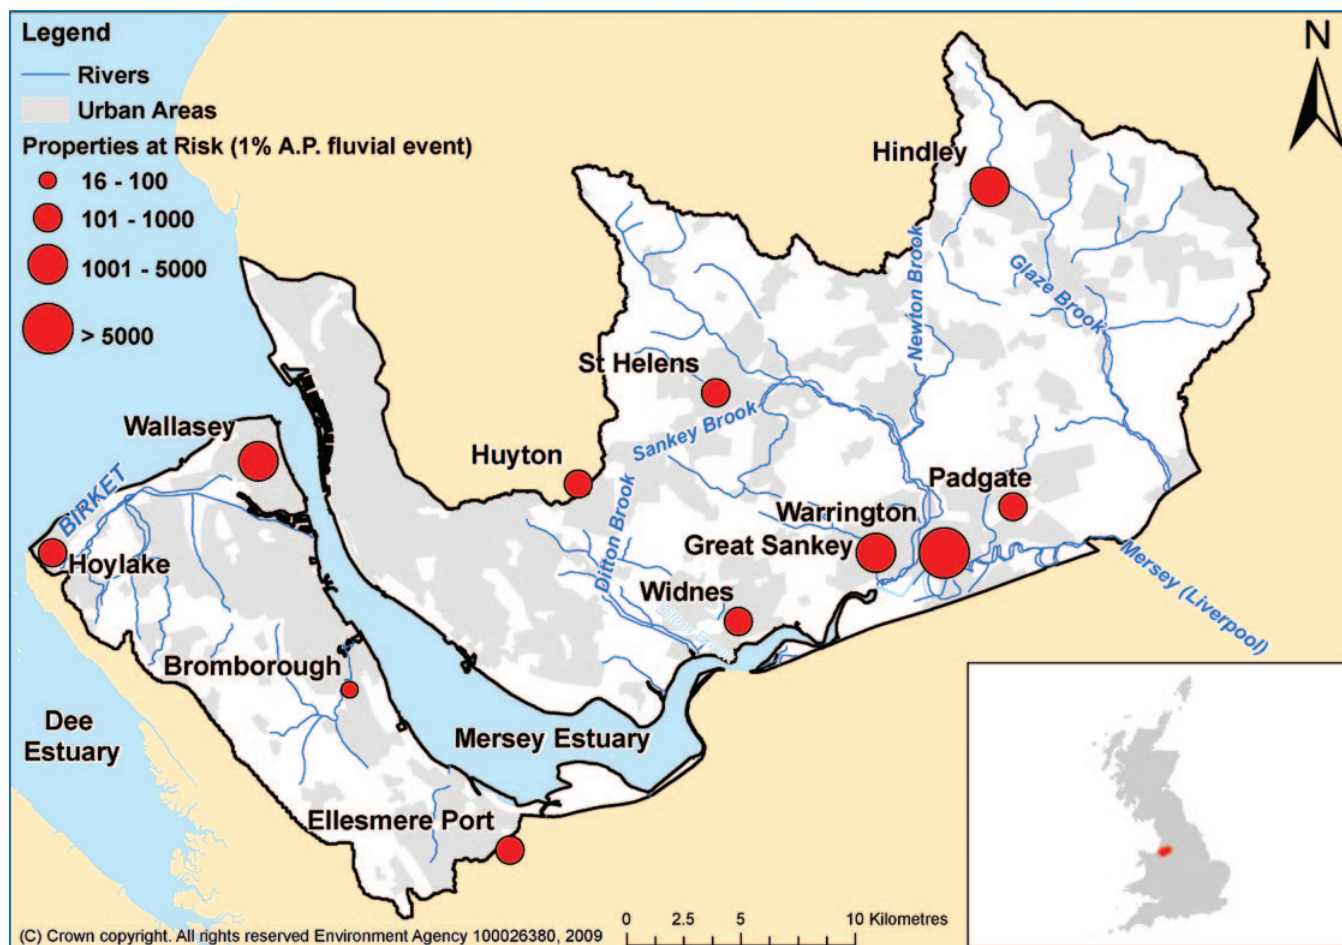 Legend
Rivers
Urban Areas
Properties at Risk (1% A.P. fluvial event)
16 - 100
101 - 1000
1001 - 5000
> 5000
N
Hindley
Newton Brook
Glaze Brook
St Helens
Sankey Brook
Wallasey
Huyton
BIRKET
Ditton Brook
Padgate
Warrington
Great Sankey
Hoylake
Widnes
Ditton Brook
Mersey (Liverpool)
Bromborough
Dee
Estuary
Mersey Estuary
Ellesmere Port
0 2.5 5 10 Kilometres
(C) Crown copyright. All rights reserved Environment Agency 100026380, 2009